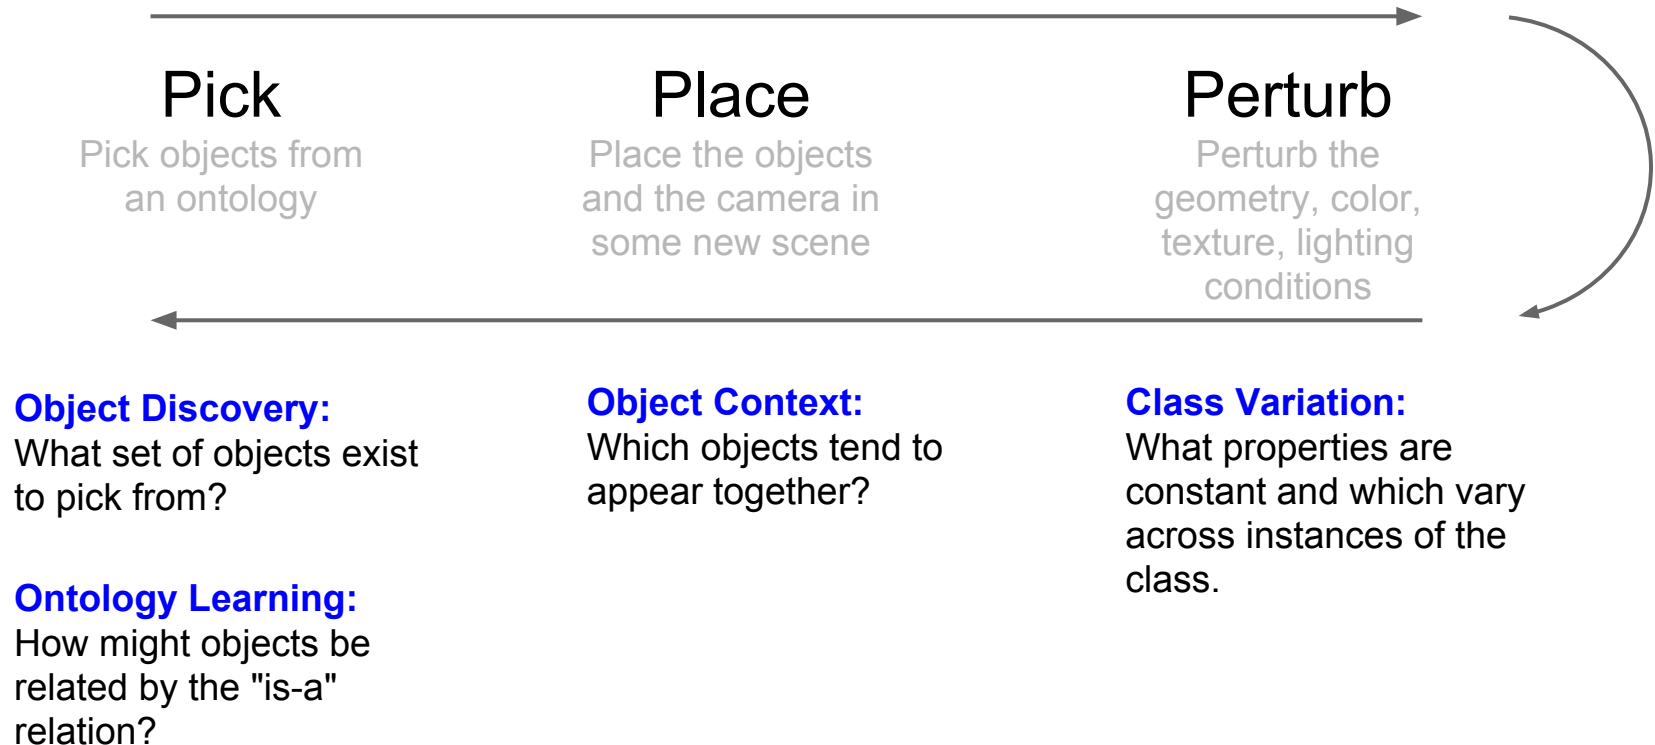 Pick
Pick objects from
an ontology
Place
Place the objects
and the camera in
some new scene
Perturb
Perturb the
geometry, color,
texture, lighting
conditions
Object Discovery:
What set of objects exist
to pick from?
Ontology Learning:
How might objects be
related by the "is-a"
relation?
Object Context:
Which objects tend to
appear together?
Class Variation:
What properties are
constant and which vary
across instances of the
class.